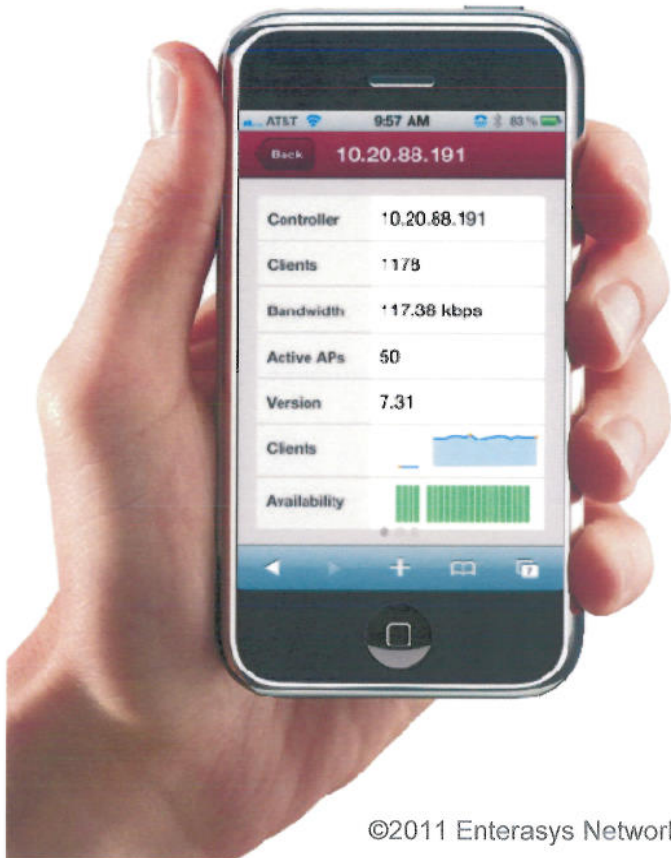 AT&T 9:57 AM 83%
Back 10.20.88.191
Controller 10.20.88.191
Clients 1178
Bandwidth 117.38 kbps
Active APs 50
Version 7.31
Clients
Availability
©2011 Enterasys Networ